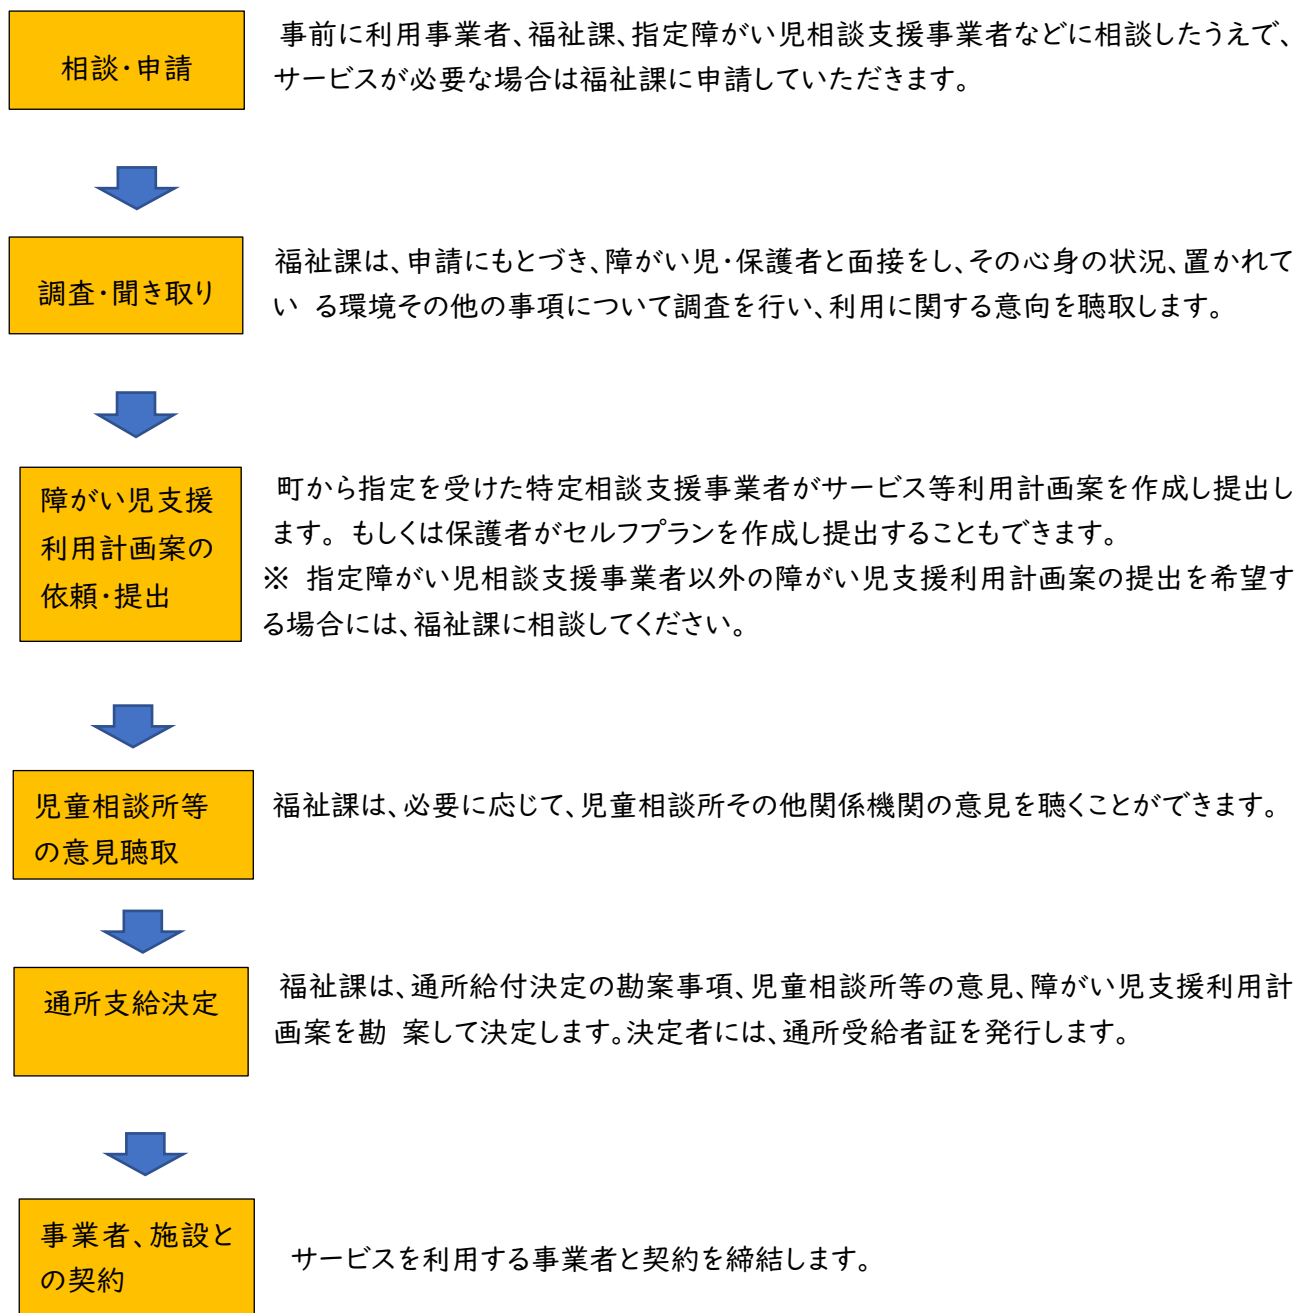 相談・申請
事前に利用事業者、福祉課、指定障がい児相談支援事業者などに相談したうえで、
サービスが必要な場合は福祉課に申請していただきます。
調査・聞き取り
福祉課は、申請にもとづき、障がい児・保護者と面接をし、その心身の状況、置かれて
い る環境その他の事項について調査を行い、利用に関する意向を聴取します。
障がい児支援
利用計画案の
依頼・提出
町から指定を受けた特定相談支援事業者がサービス等利用計画案を作成し提出し
ます。 もしくは保護者がセルフプランを作成し提出することもできます。
※ 指定障がい児相談支援事業者以外の障がい児支援利用計画案の提出を希望す
る場合には、福祉課に相談してください。
児童相談所等
の意見聴取
福祉課は、必要に応じて、児童相談所その他関係機関の意見を聴くことができます。
通所支給決定
福祉課は、通所給付決定の勘案事項、児童相談所等の意見、障がい児支援利用計
画案を勘 案して決定します。決定者には、通所受給者証を発行します。
事業者、施設と
の契約
サービスを利用する事業者と契約を締結します。